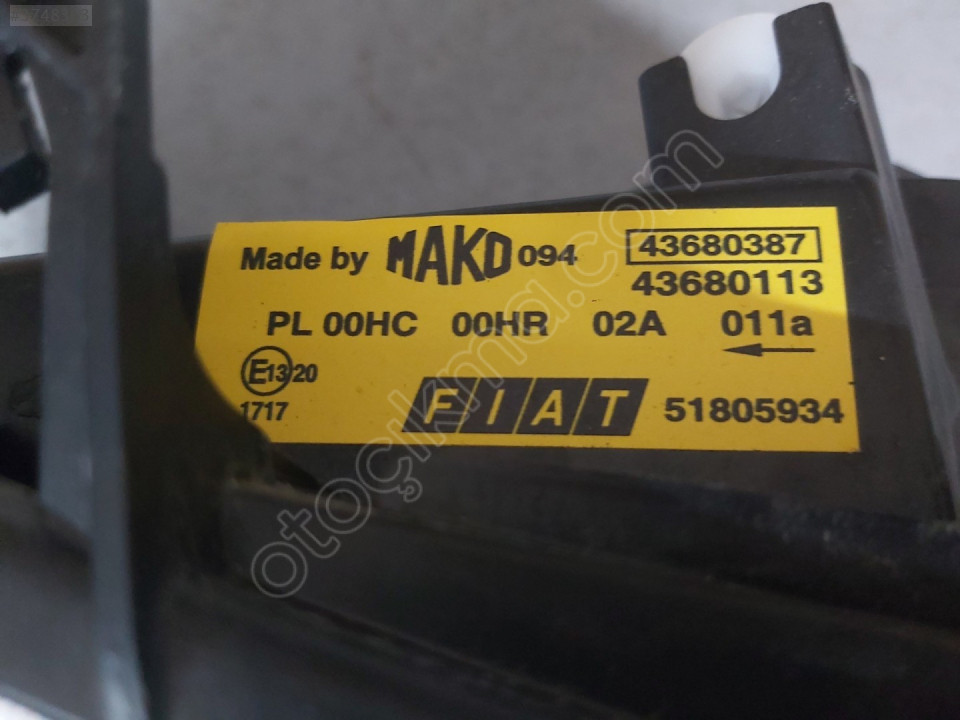 Made by MAKO 094 43680387
43680113
PL 00HC 00HR 02A 011a
E13 20
1717 FIAT 51805934
otoçıkma.com